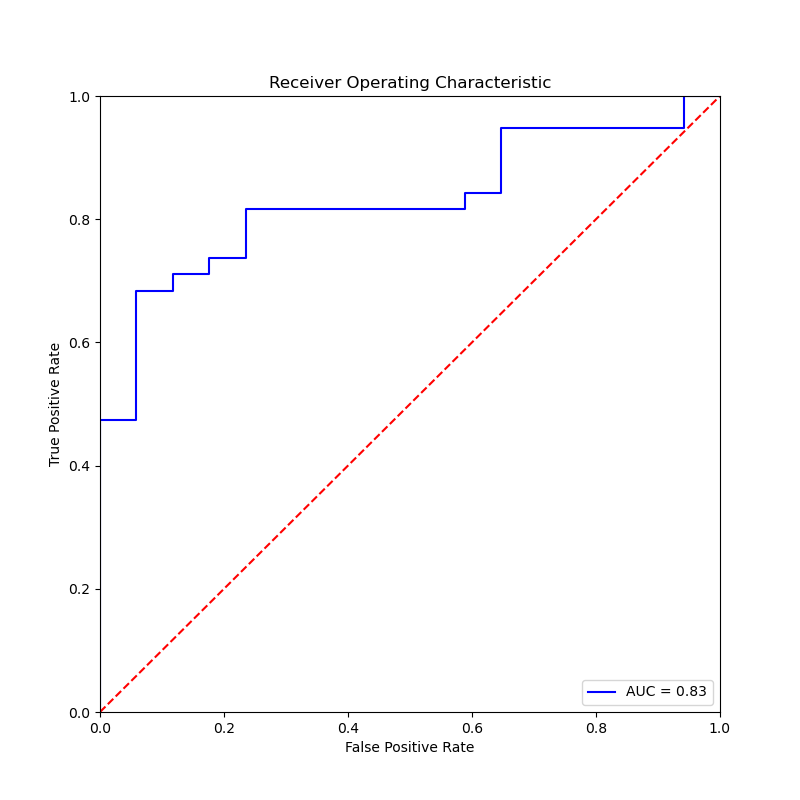 Receiver Operating Characteristic
1.0
0.8
0.6
0.4
0.2
0.0
True Positive Rate
AUC = 0.83
0.0 0.2 0.4 0.6 0.8 1.0
False Positive Rate